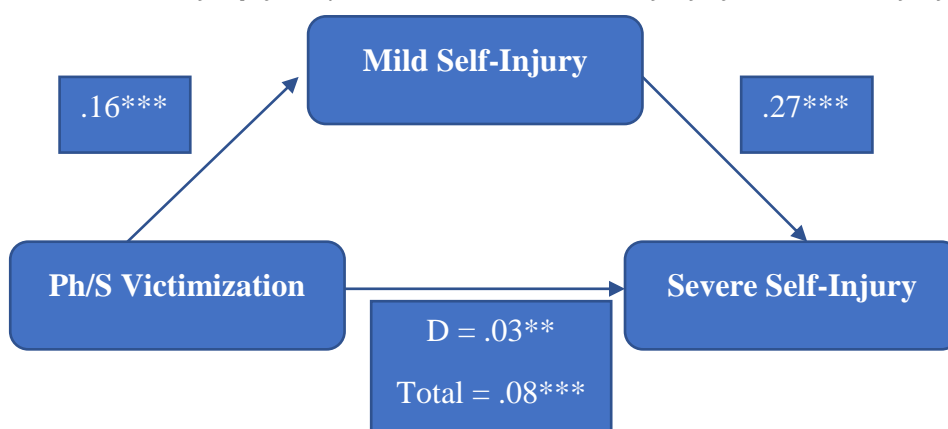 Mild Self-Injury
.16***
.27***
Ph/S Victimization
Severe Self-Injury
D = .03**
Total = .08***